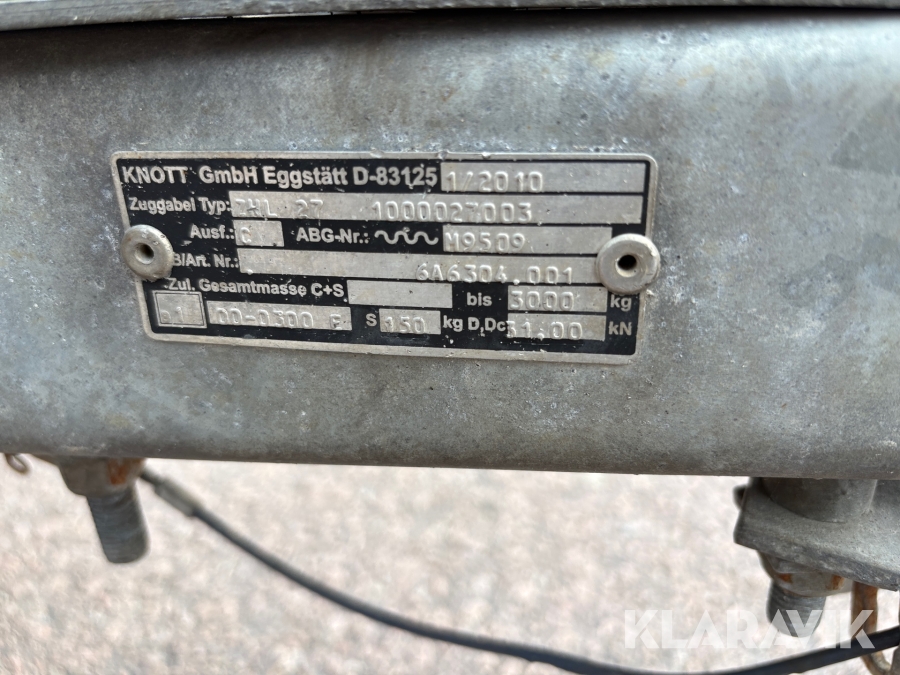 KNOTT GmbH Eggstätt D-83125 1/2010
Zuggabel Typ: ZHL 27 1000027003
Ausf.: C ABG-Nr.: M9509
B/Art. Nr. 6A6304.001
Zul. Gesamtmasse C+S bis 3000 kg
e1 00-0300 S 150 kg D,Dc 31.00 kN
KLARAVIK